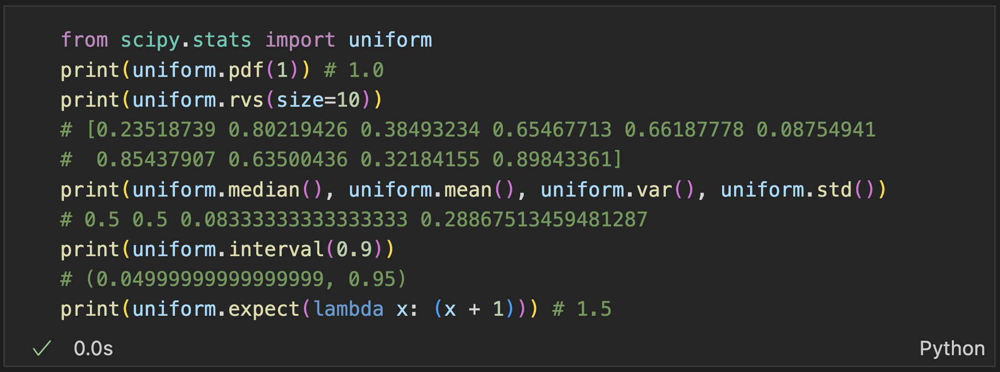 from scipy.stats import uniform
print(uniform.pdf(1)) # 1.0
print(uniform.rvs(size=10))
# [0.23518739 0.80219426 0.38493234 0.65467713 0.66187778 0.08754941
#  0.85437907 0.63500436 0.32184155 0.89843361]
print(uniform.median(), uniform.mean(), uniform.var(), uniform.std())
# 0.5 0.5 0.08333333333333333 0.28867513459481287
print(uniform.interval(0.9))
# (0.04999999999999999, 0.95)
print(uniform.expect(lambda x: (x + 1))) # 1.5
0.0s
Python